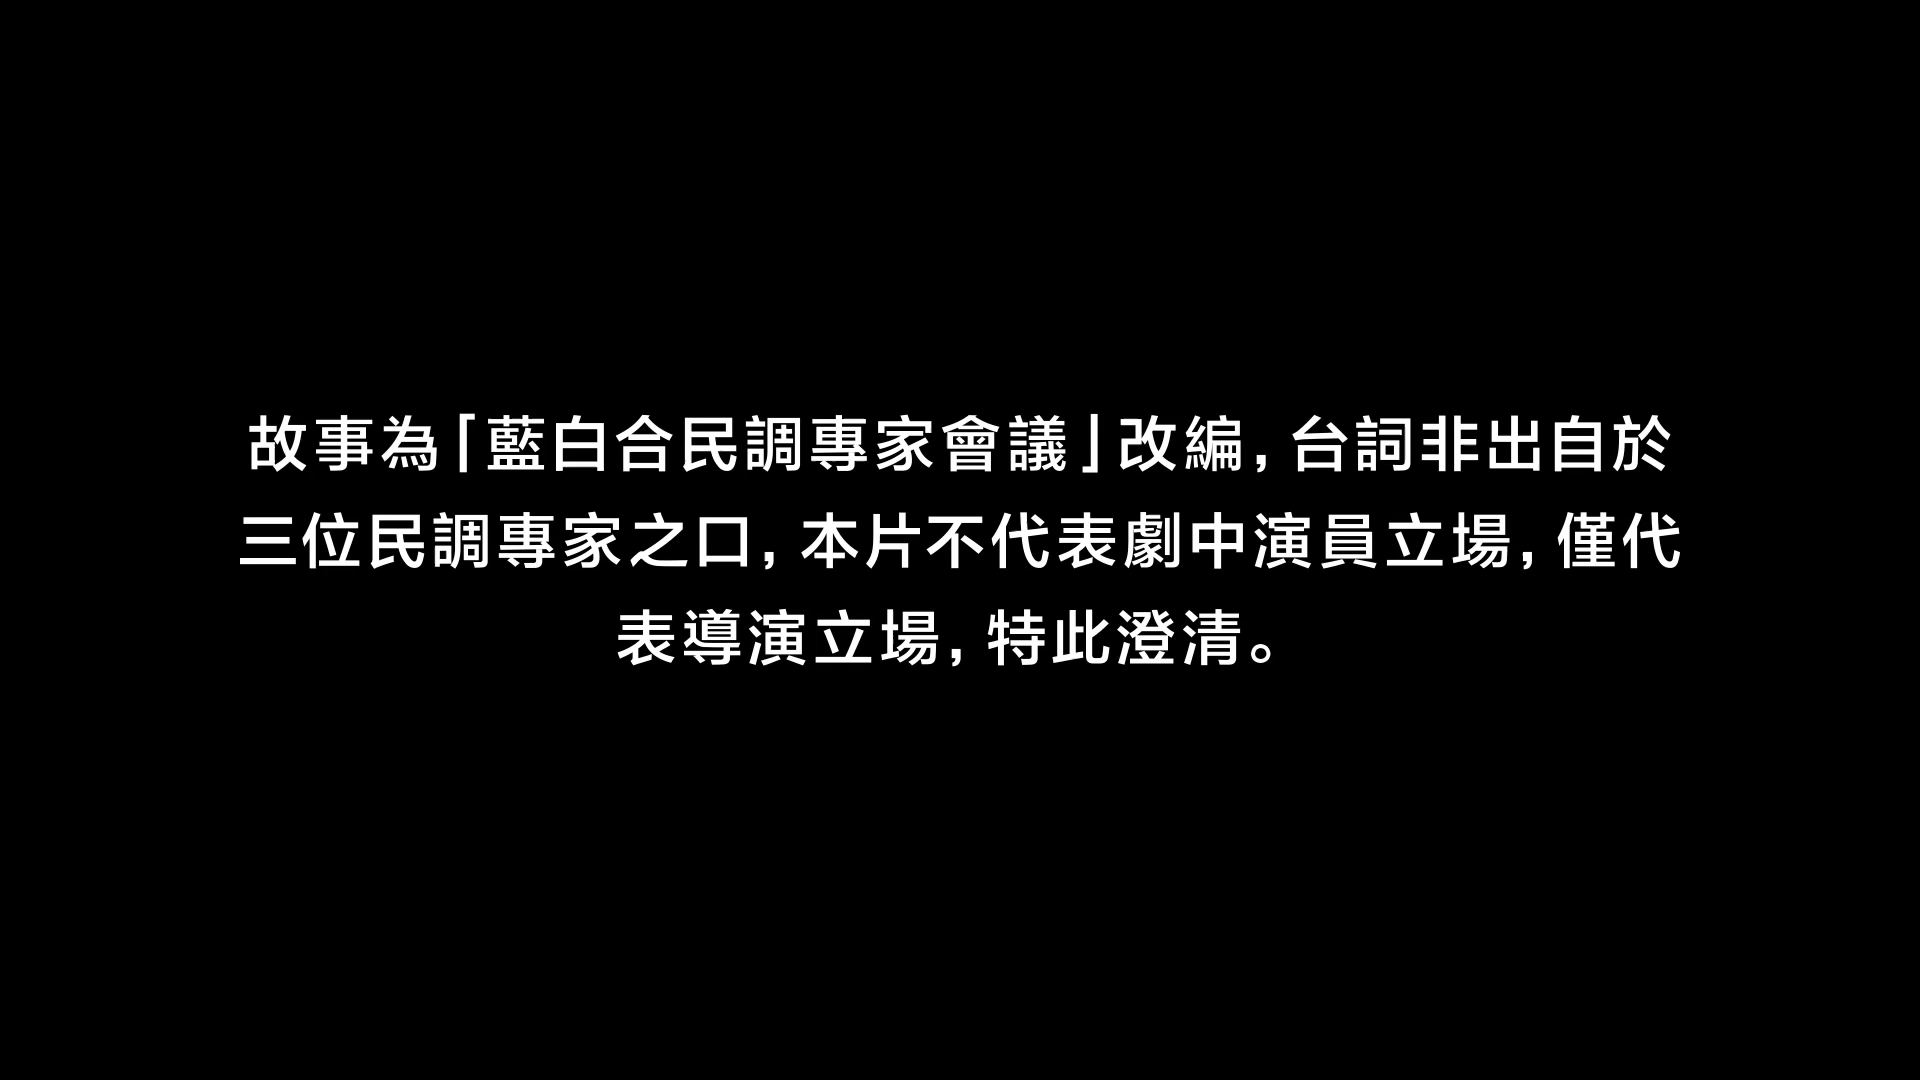 故事為「藍白合民調專家會議」改編，台詞非出自於
三位民調專家之口，本片不代表劇中演員立場，僅代
表導演立場，特此澄清。